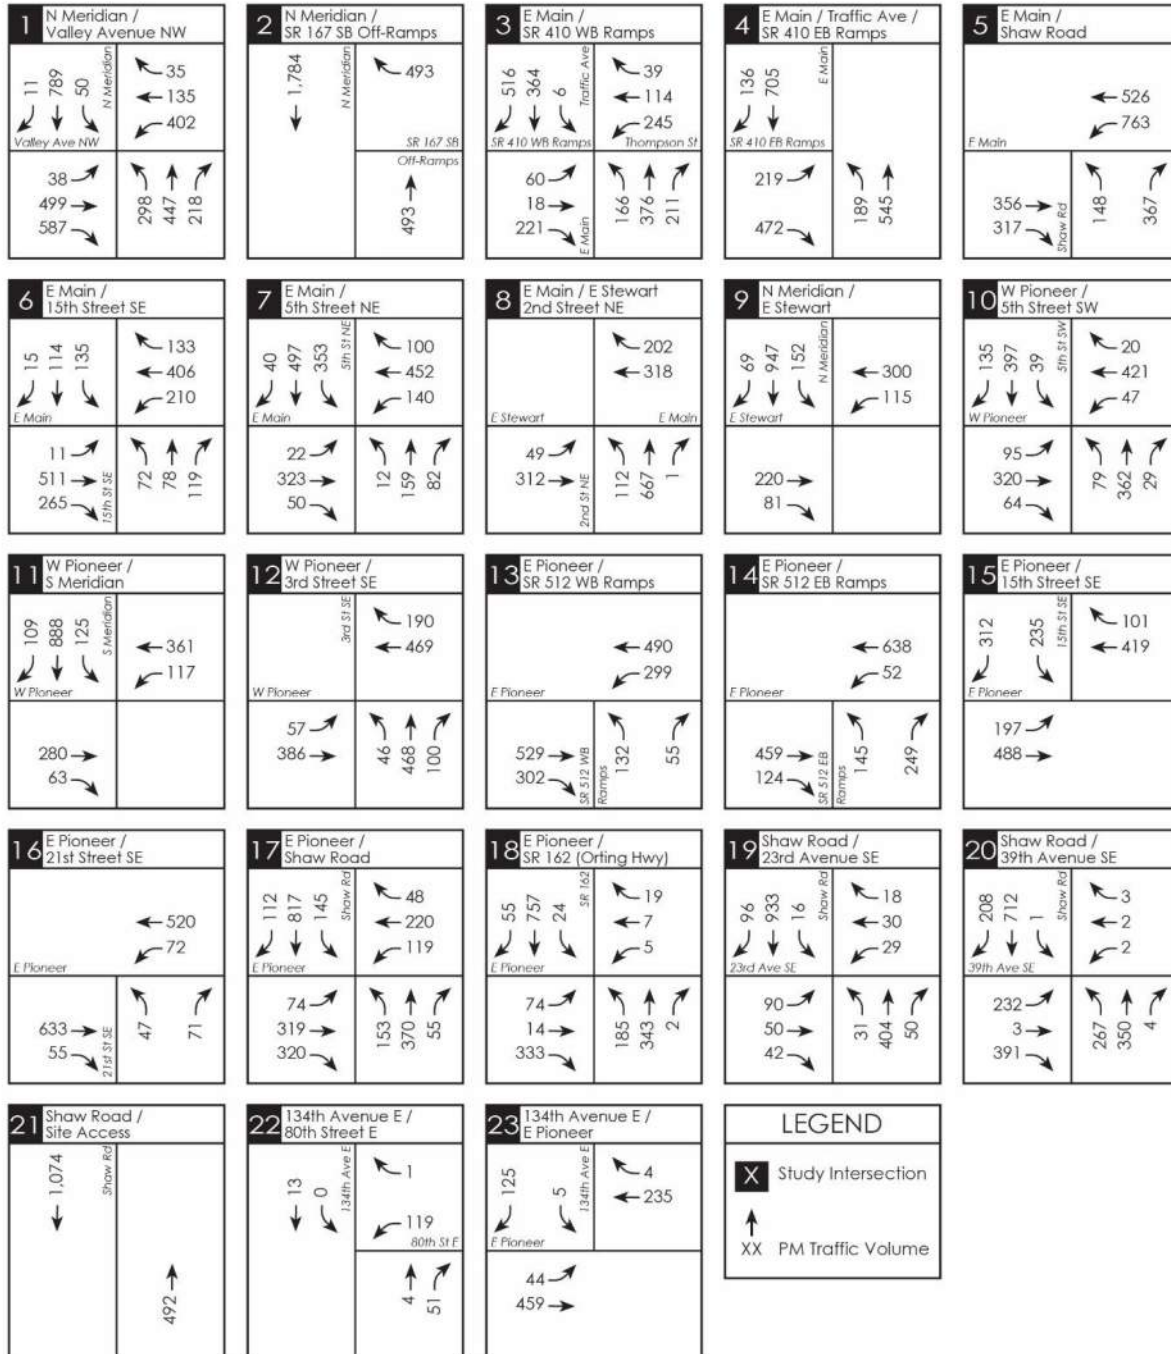 1 N Meridian /
Valley Avenue NW
11 789 50
N Meridian
35
135
402
Valley Ave NW
38
499
587
298 447 218
2 N Meridian /
SR 167 SB Off-Ramps
1,784
N Meridian
493
SR 167 SB
Off-Ramps
493
3 E Main /
SR 410 WB Ramps
516 364 6
Traffic Ave
39
114
245
SR 410 WB Ramps
Thompson St
60
18
221
E Main
166 376 211
4 E Main / Traffic Ave /
SR 410 EB Ramps
136 705
E Main
SR 410 EB Ramps
219
472
189 545
5 E Main /
Shaw Road
526
763
E Main
356
317
Shaw Rd
148 367
6 E Main /
15th Street SE
15 114 135
133
406
210
E Main
11
511
265
15th St SE
72 78 119
7 E Main /
5th Street NE
40 497 353
5th St NE
100
452
140
E Main
22
323
50
12 159 82
8 E Main / E Stewart
2nd Street NE
202
318
E Stewart
E Main
49
312
2nd St NE
112 667 1
9 N Meridian /
E Stewart
69 947 152
N Meridian
300
115
E Stewart
220
81
10 W Pioneer /
5th Street SW
135 397 39
5th St SW
20
421
47
W Pioneer
95
320
64
79 362 29
11 W Pioneer /
S Meridian
109 888 125
S Meridian
361
117
W Pioneer
280
63
12 W Pioneer /
3rd Street SE
3rd St SE
190
469
W Pioneer
57
386
46 468 100
13 E Pioneer /
SR 512 WB Ramps
490
299
E Pioneer
529
302
SR 512 WB
Ramps
132 55
14 E Pioneer /
SR 512 EB Ramps
638
52
E Pioneer
459
124
SR 512 EB
Ramps
145 249
15 E Pioneer /
15th Street SE
312 235
15th St SE
101
419
E Pioneer
197
488
16 E Pioneer /
21st Street SE
520
72
E Pioneer
633
55
21st St SE
47 71
17 E Pioneer /
Shaw Road
112 817 145
Shaw Rd
48
220
119
E Pioneer
74
319
320
153 370 55
18 E Pioneer /
SR 162 (Orting Hwy)
55 757 24
SR 162
19
7
5
E Pioneer
74
14
333
185 343 2
19 Shaw Road /
23rd Avenue SE
96 933 16
Shaw Rd
18
30
29
23rd Ave SE
90
50
42
31 404 50
20 Shaw Road /
39th Avenue SE
208 712 1
Shaw Rd
3
2
2
39th Ave SE
232
3
391
267 350 4
21 Shaw Road /
Site Access
1,074
Shaw Rd
492
22 134th Avenue E /
80th Street E
13 0
134th Ave E
1
119
80th St E
4 51
23 134th Avenue E /
E Pioneer
125 5
134th Ave E
4
235
E Pioneer
44
459
LEGEND
X Study Intersection
XX PM Traffic Volume